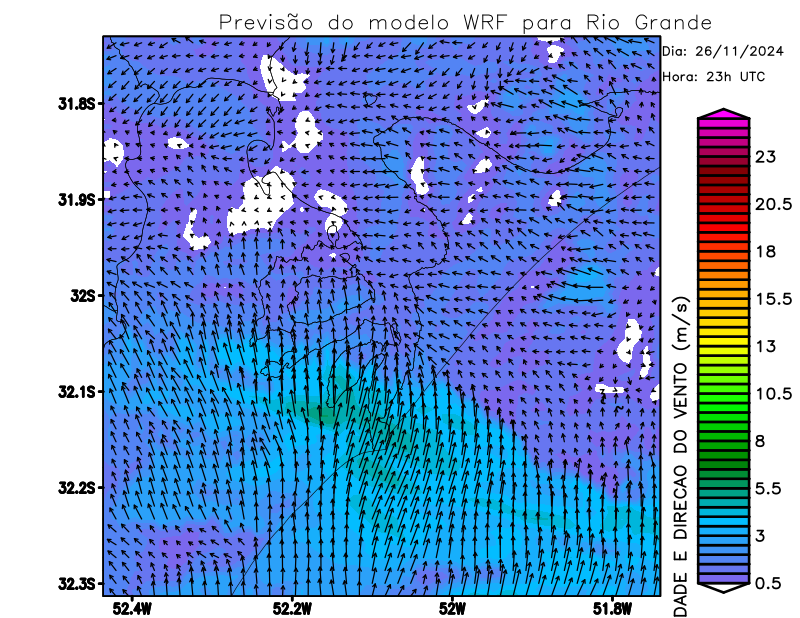 Previsão do modelo WRF para Rio Grande
Dia: 26/11/2024
Hora: 23h UTC
31.8S
31.9S
32S
32.1S
32.2S
32.3S
52.4W
52.2W
52W
51.8W
DADE E DIRECAO DO VENTO (m/s)
23
20.5
18
15.5
13
10.5
8
5.5
3
0.5